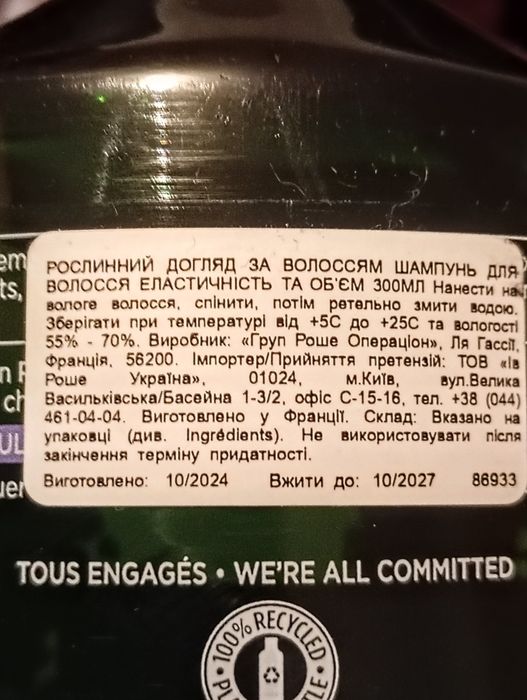 РОСЛИННИЙ ДОГЛЯД ЗА ВОЛОССЯМ ШАМПУНЬ ДЛЯ
ВОЛОССЯ ЕЛАСТИЧНІСТЬ ТА ОБ'ЄМ 300МЛ Нанести на
вологе волосся, спінити, потім ретельно змити водою.
Зберігати при температурі від +5С до +25С та вологості
55% - 70%. Виробник: «Груп Роше Операціон», Ля Гассії,
Франція, 56200. Імпортер/Прийняття претензій: ТОВ «Ів
Роше Україна», 01024, м.Київ, вул.Велика
Васильківська/Басейна 1-3/2, офіс С-15-16, тел. +38 (044)
461-04-04. Виготовлено у Франції. Склад: Вказано на
упаковці (див. Ingrédients). Не використовувати після
закінчення терміну придатності.
Виготовлено: 10/2024 Вжити до: 10/2027 86933
TOUS ENGAGÉS • WE'RE ALL COMMITTED
100% RECYCLED